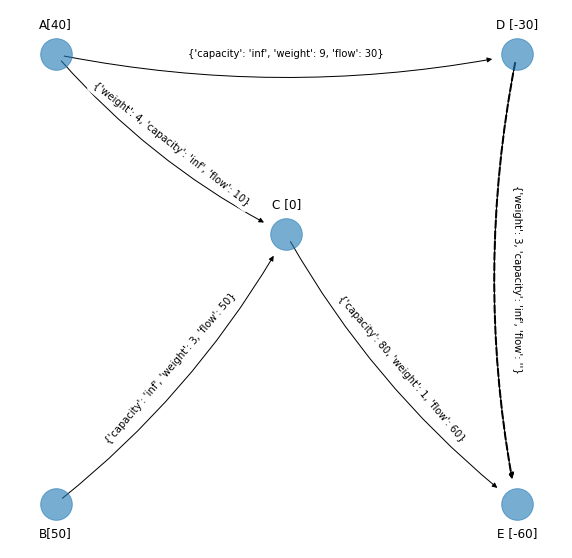 A[40]
D [-30]
{'capacity': 'inf', 'weight': 9, 'flow': 30}
{'weight': 4, 'capacity': 'inf', 'flow': 10}
C [0]
{'weight': 3, 'capacity': 'inf', 'flow': ''}
{'capacity': 'inf', 'weight': 3, 'flow': 50}
{'capacity': 80, 'weight': 1, 'flow': 60}
B[50]
E [-60]